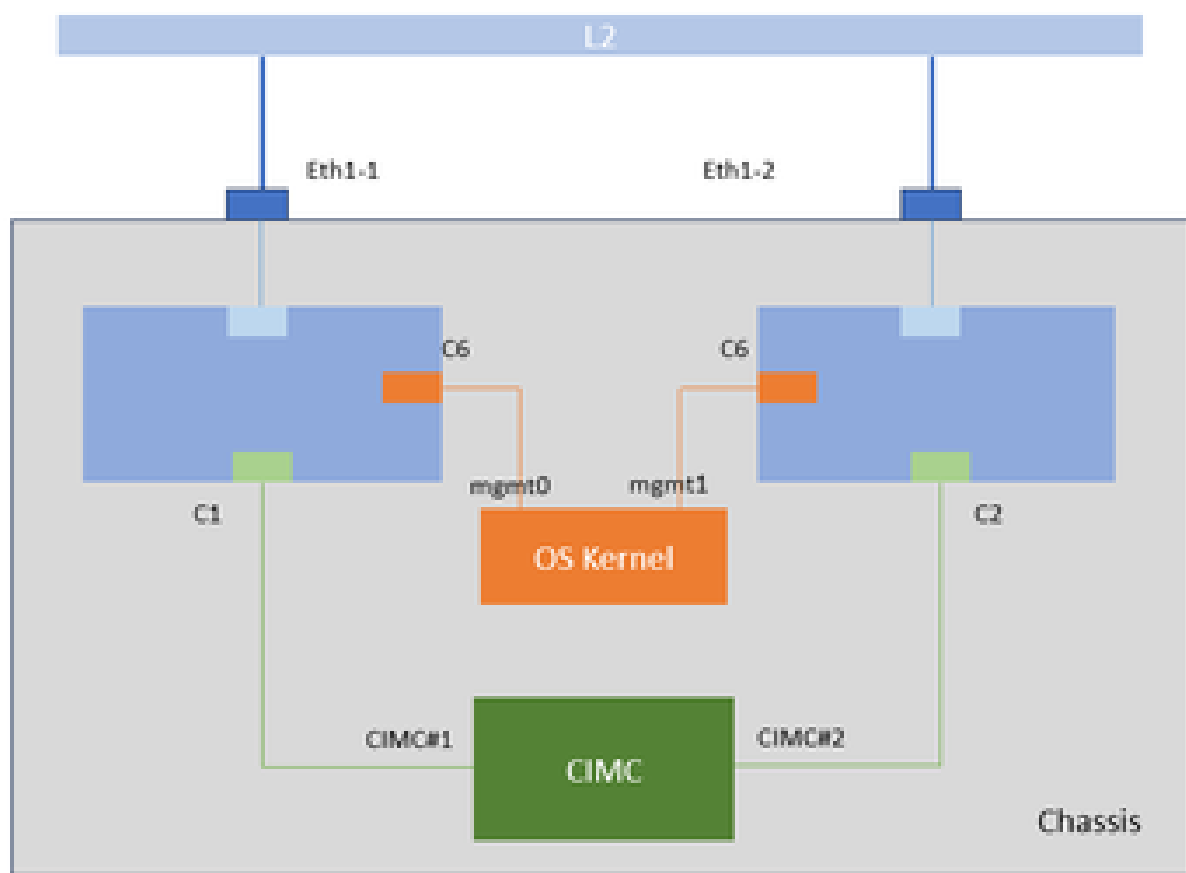 L2
Eth1-1
Eth1-2
C6
C6
mgmt0
mgmt1
C1
C2
OS Kernel
CIMC#1
CIMC#2
CIMC
Chassis